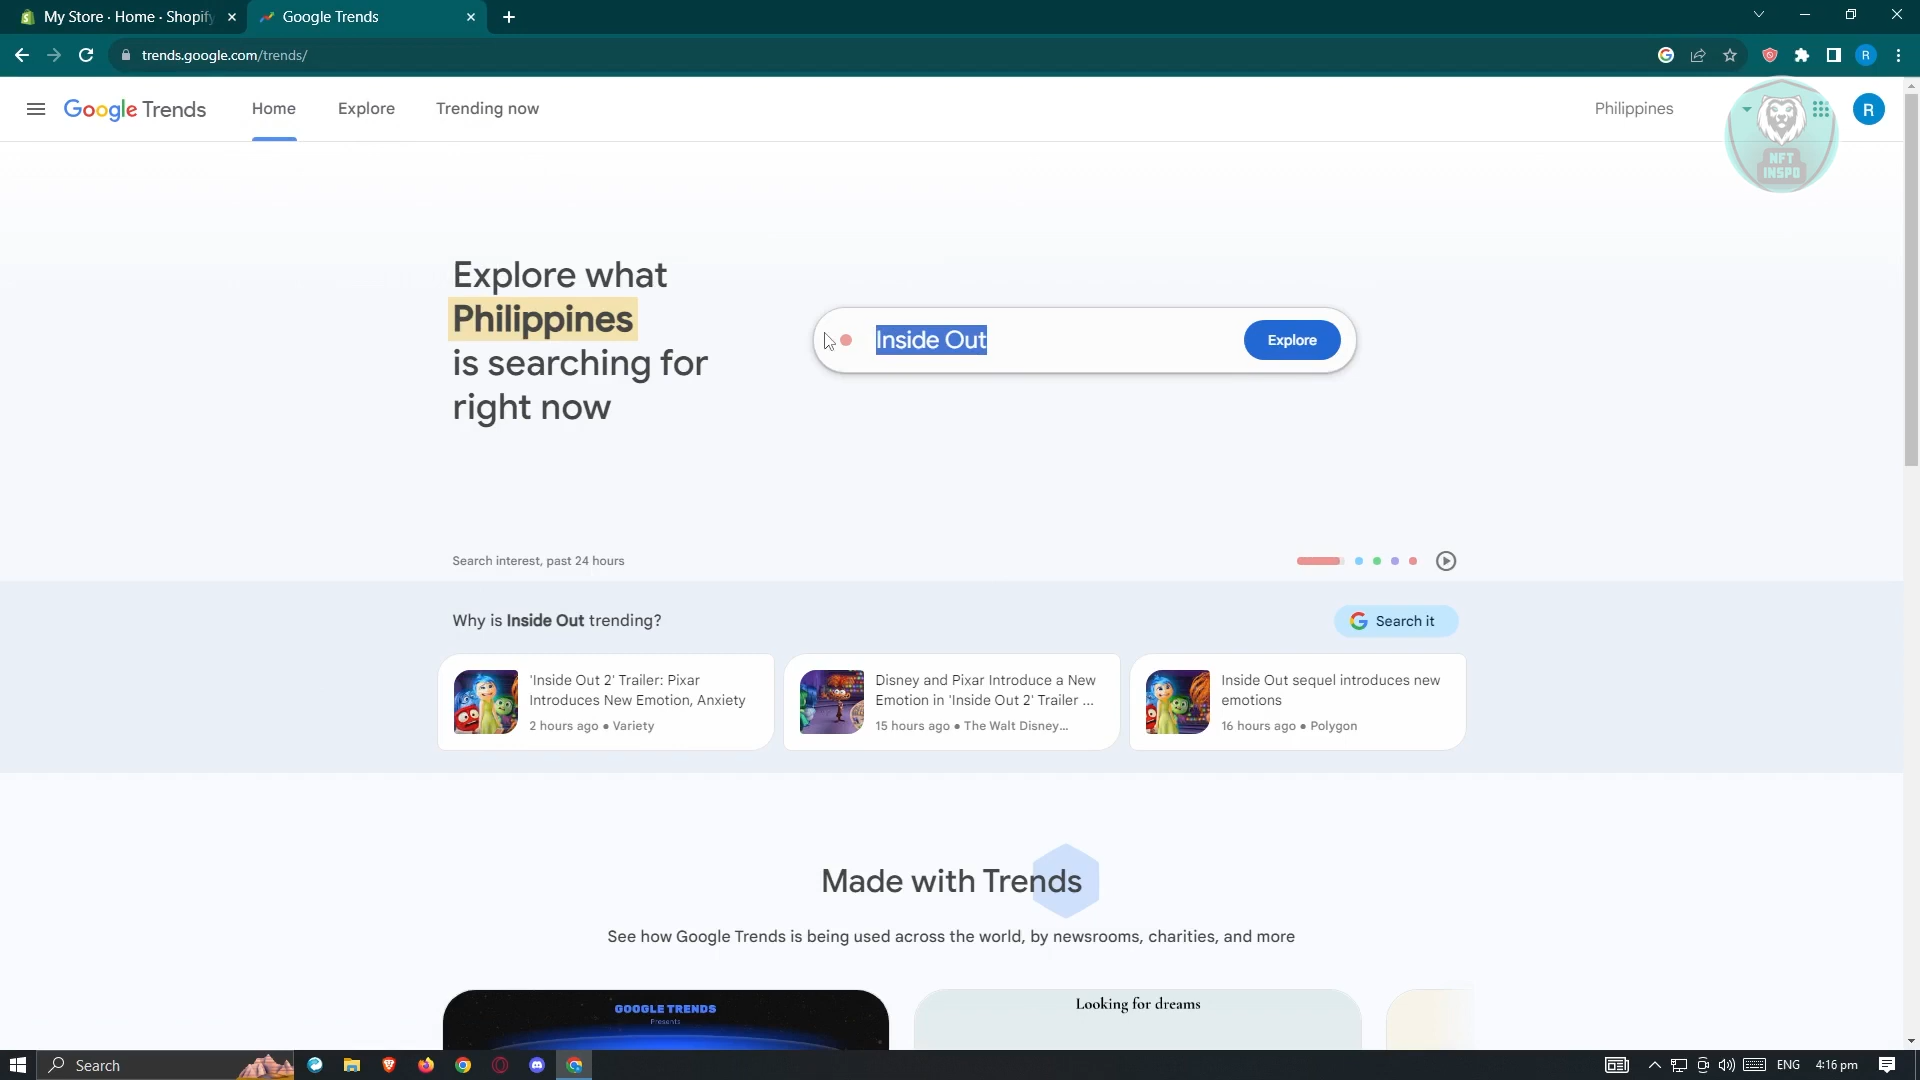 My Store · Home · Shopify
Google Trends
trends.google.com/trends/
R
Google Trends
Home
Explore
Trending now
Philippines
R
NFT
INSPO
Explore what
Philippines
is searching for
right now
Inside Out
Explore
Search interest, past 24 hours
Why is Inside Out trending?
Search it
'Inside Out 2' Trailer: Pixar
Introduces New Emotion, Anxiety
2 hours ago • Variety
Disney and Pixar Introduce a New
Emotion in 'Inside Out 2' Trailer ...
15 hours ago • The Walt Disney...
Inside Out sequel introduces new
emotions
16 hours ago • Polygon
Made with Trends
See how Google Trends is being used across the world, by newsrooms, charities, and more
GOOGLE TRENDS
Presents
Looking for dreams
Search
ENG
4:16 pm